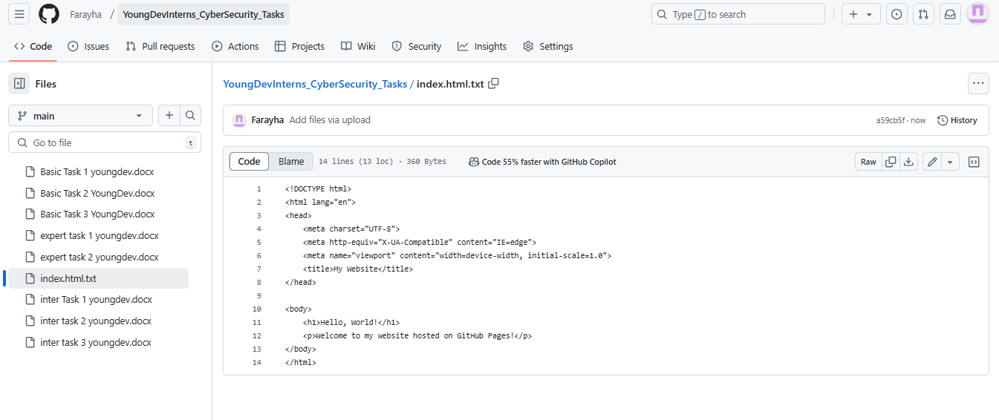 Farayha / YoungDevInterns_CyberSecurity_Tasks
Type / to search
Code Issues Pull requests Actions Projects Wiki Security Insights Settings
Files
main
Go to file t
Basic Task 1 youngdev.docx
Basic Task 2 YoungDev.docx
Basic Task 3 YoungDev.docx
expert task 1 youngdev.docx
expert task 2 youngdev.docx
index.html.txt
inter Task 1 youngdev.docx
inter task 2 youngdev.docx
inter task 3 youngdev.docx
YoungDevInterns_CyberSecurity_Tasks / index.html.txt
Farayha Add files via upload a59cb5f · now History
Code Blame 14 lines (13 loc) · 360 Bytes Code 55% faster with GitHub Copilot Raw
1 <!DOCTYPE html>
2 <html lang="en">
3 <head>
4 <meta charset="UTF-8">
5 <meta http-equiv="X-UA-Compatible" content="IE=edge">
6 <meta name="viewport" content="width=device-width, initial-scale=1.0">
7 <title>My Website</title>
8 </head>
9
10 <body>
11 <h1>Hello, World!</h1>
12 <p>Welcome to my website hosted on GitHub Pages!</p>
13 </body>
14 </html>